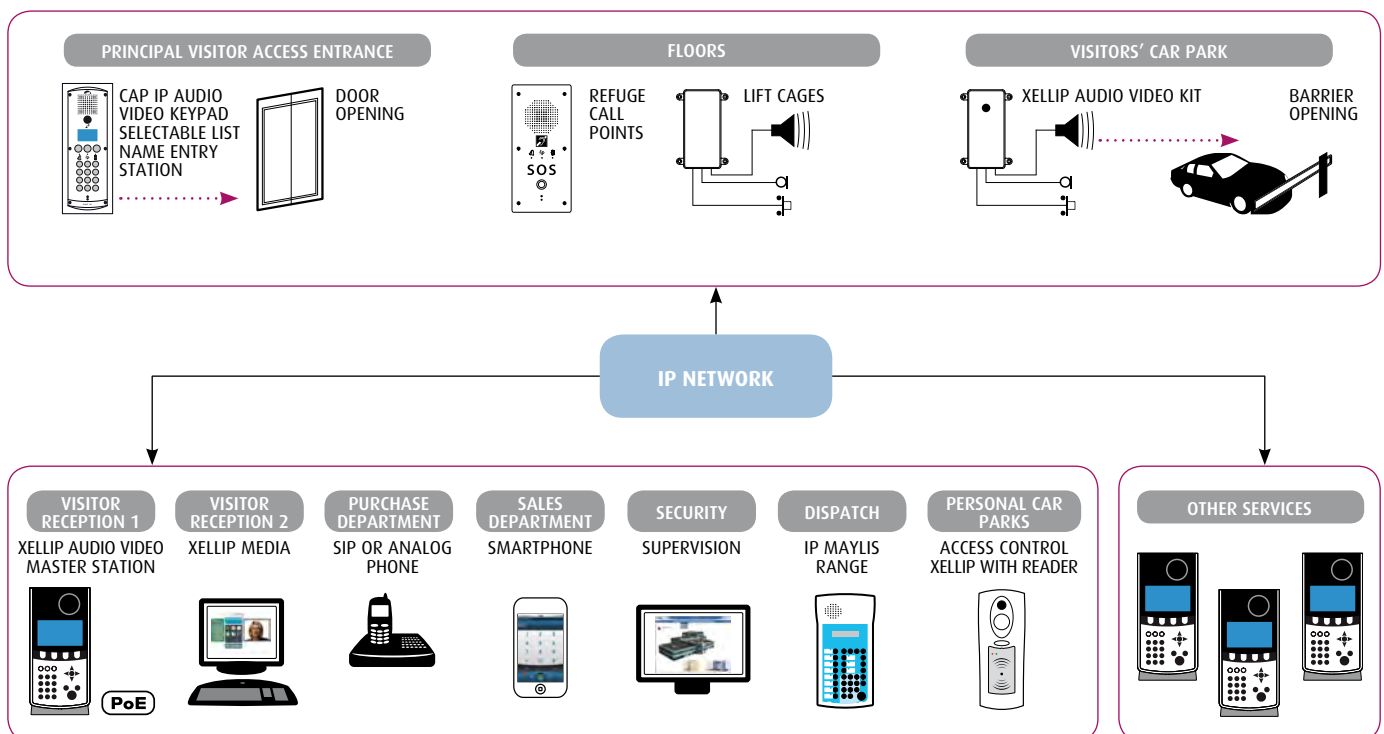 PRINCIPAL VISITOR ACCESS ENTRANCE
CAP IP AUDIO
VIDEO KEYPAD
SELECTABLE LIST
NAME ENTRY
STATION
DOOR
OPENING
FLOORS
REFUGE
CALL
POINTS
SOS
LIFT CAGES
VISITORS' CAR PARK
XELLIP AUDIO VIDEO KIT
BARRIER
OPENING
IP NETWORK
VISITOR
RECEPTION 1
XELLIP AUDIO VIDEO
MASTER STATION
PoE
VISITOR
RECEPTION 2
XELLIP MEDIA
PURCHASE
DEPARTMENT
SIP OR ANALOG
PHONE
SALES
DEPARTMENT
SMARTPHONE
SECURITY
SUPERVISION
DISPATCH
IP MAYLIS
RANGE
PERSONAL CAR
PARKS
ACCESS CONTROL
XELLIP WITH READER
OTHER SERVICES